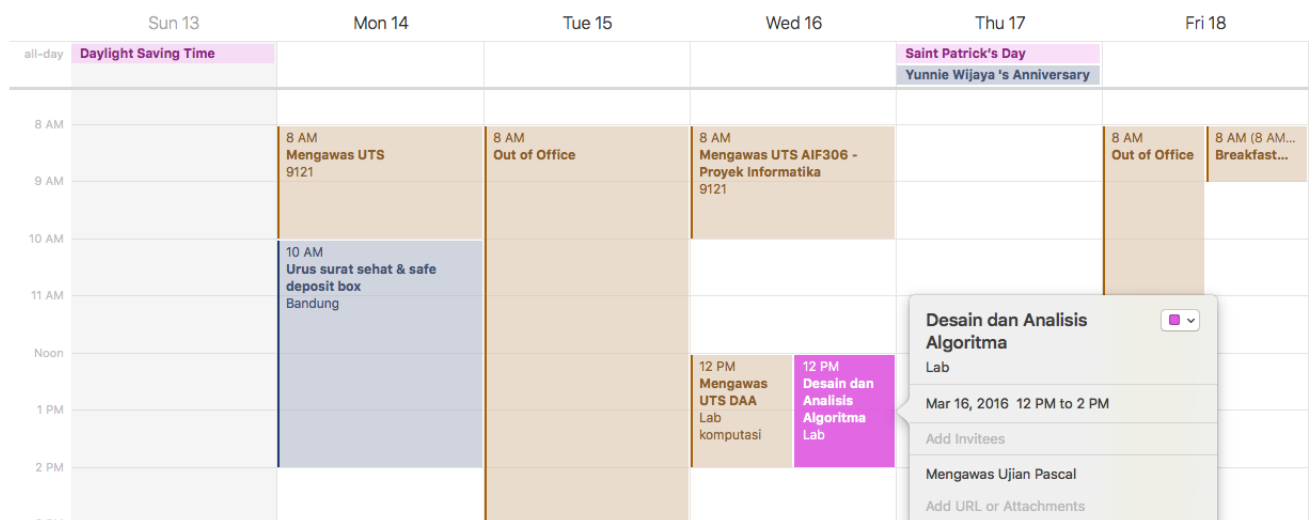 Sun 13
Mon 14
Tue 15
Wed 16
Thu 17
Fri 18
all-day
Daylight Saving Time
Saint Patrick's Day
Yunnie Wijaya 's Anniversary
8 AM
9 AM
10 AM
11 AM
Noon
1 PM
2 PM
8 AM
Mengawas UTS
9121
10 AM
Urus surat sehat & safe
deposit box
Bandung
8 AM
Out of Office
8 AM
Mengawas UTS AIF306 -
Proyek Informatika
9121
12 PM
Mengawas
UTS DAA
Lab
komputasi
12 PM
Desain dan
Analisis
Algoritma
Lab
8 AM
Out of Office
8 AM (8 AM...
Breakfast...
Desain dan Analisis
Algoritma
Lab
Mar 16, 2016 12 PM to 2 PM
Add Invitees
Mengawas Ujian Pascal
Add URL or Attachments